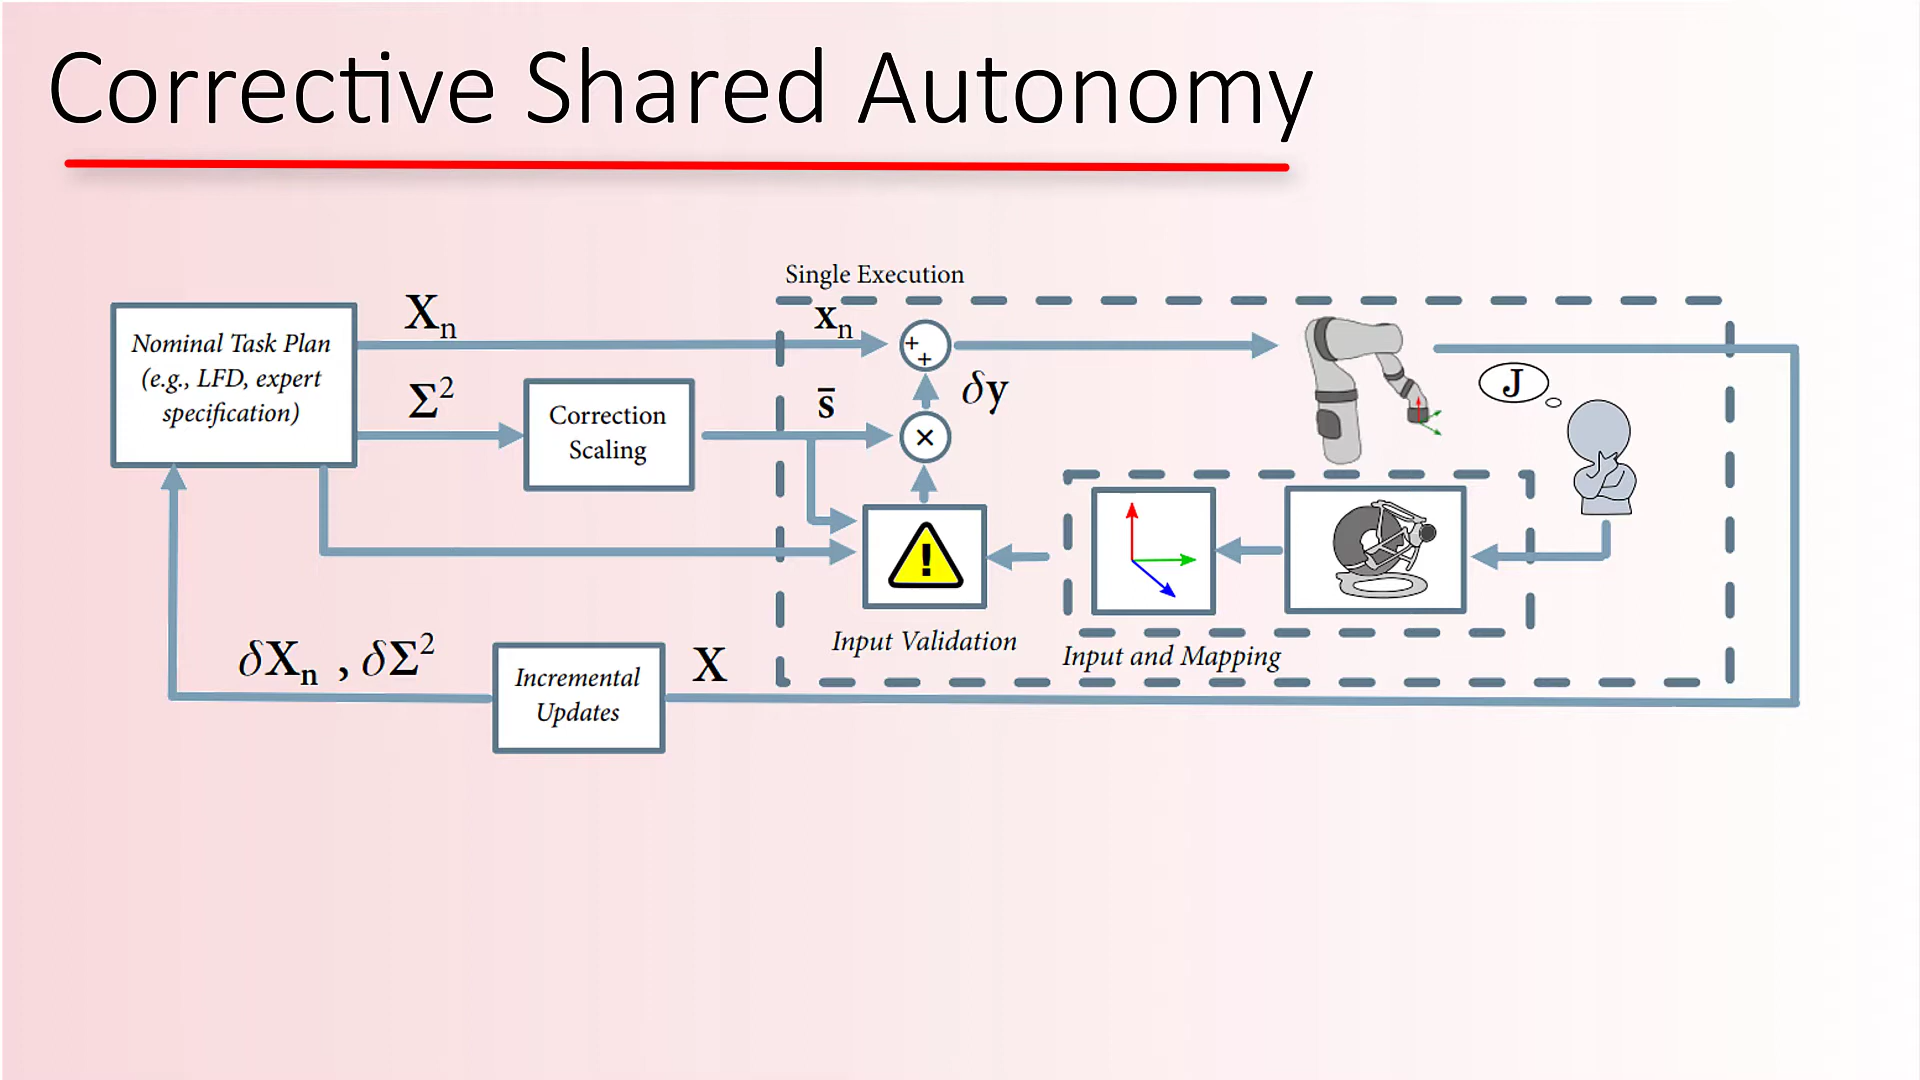 Corrective Shared Autonomy
Single Execution
Nominal Task Plan
(e.g., LFD, expert
specification)
Xn
xn
+
+
Σ²
Correction
Scaling
s̄
×
δy
J
!
Input Validation
Input and Mapping
δXn , δΣ²
Incremental
Updates
X